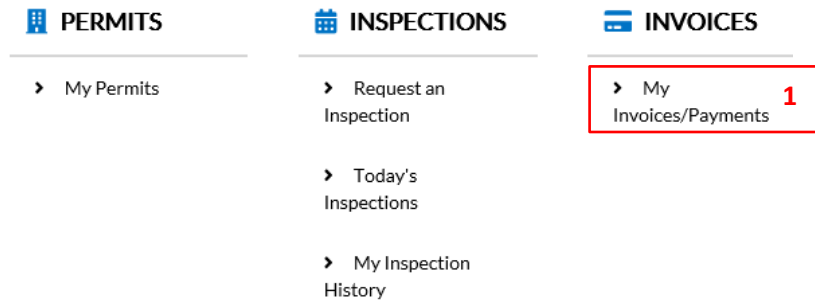 PERMITS
My Permits
INSPECTIONS
Request an
Inspection
Today's
Inspections
My Inspection
History
INVOICES
My
Invoices/Payments
1